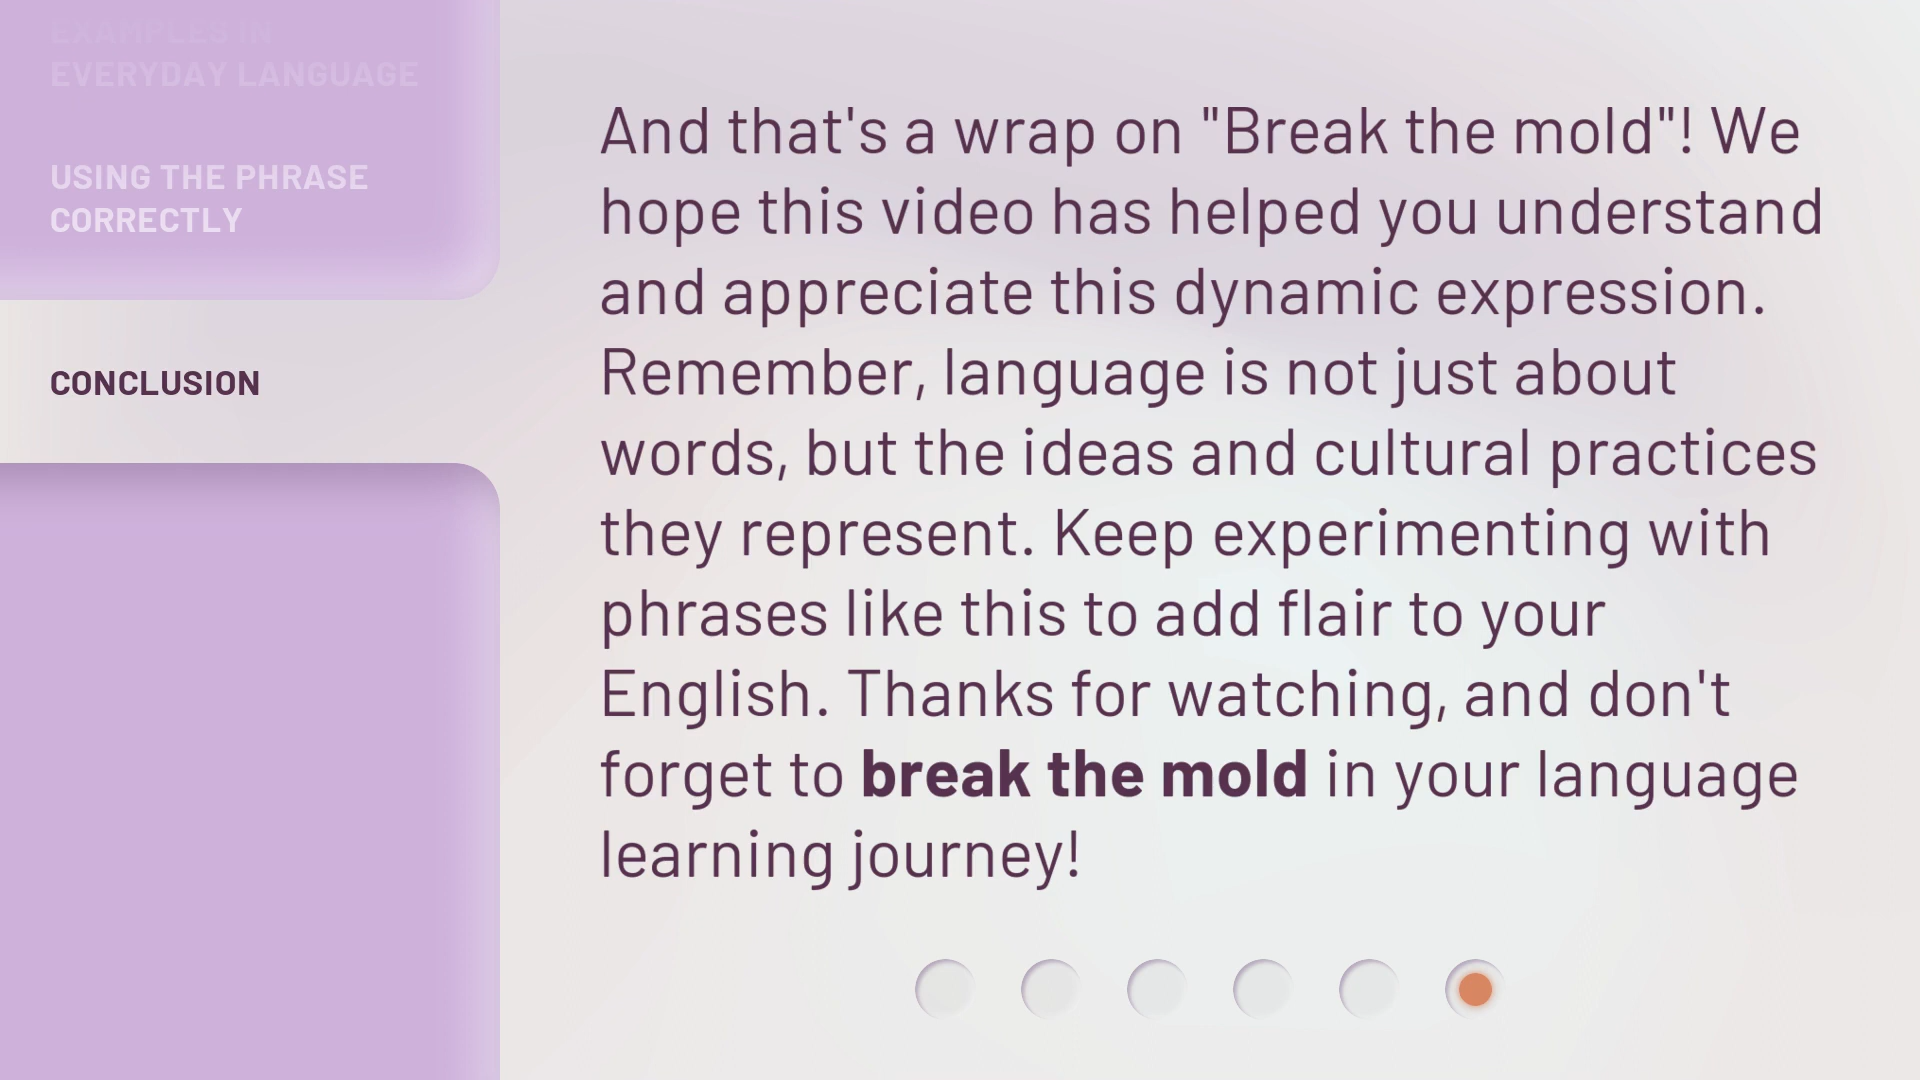 EXAMPLES IN
EVERYDAY LANGUAGE
USING THE PHRASE
CORRECTLY
CONCLUSION
And that's a wrap on "Break the mold"! We
hope this video has helped you understand
and appreciate this dynamic expression.
Remember, language is not just about
words, but the ideas and cultural practices
they represent. Keep experimenting with
phrases like this to add flair to your
English. Thanks for watching, and don't
forget to break the mold in your language
learning journey!